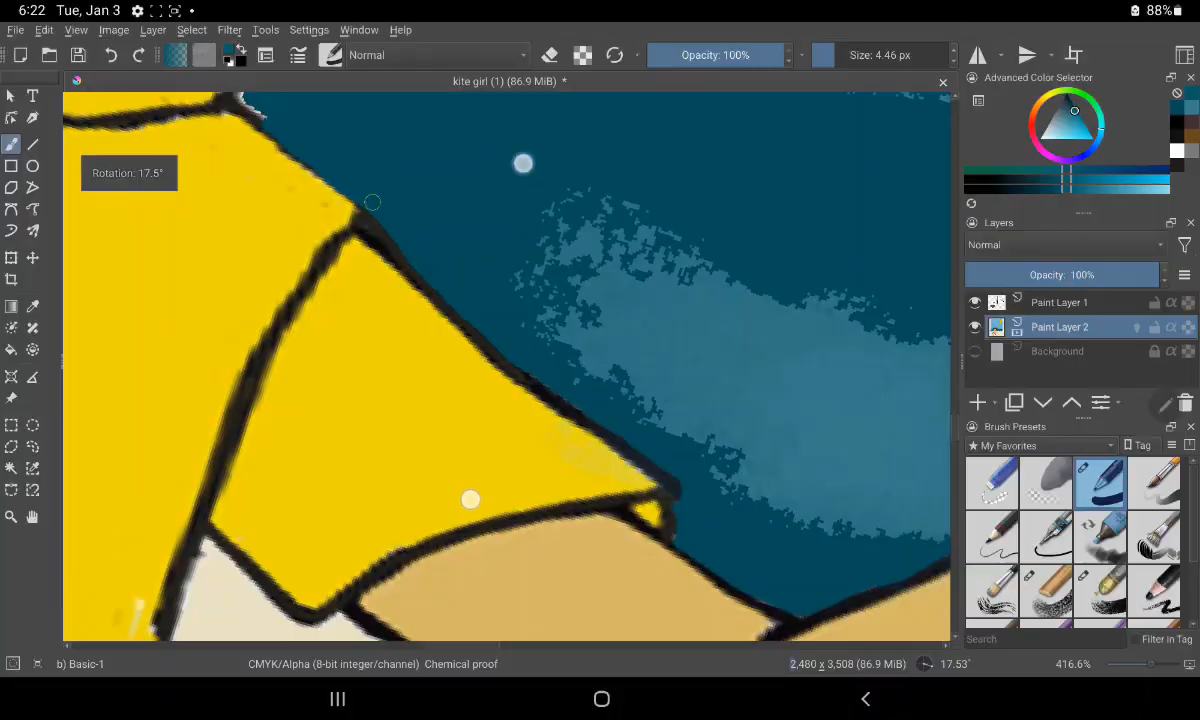 6:22 Tue, Jan 3
88%
File Edit View Image Layer Select Filter Tools Settings Window Help
Normal
Opacity: 100%
Size: 4.46 px
kite girl (1) (86.9 MiB) *
Advanced Color Selector
Rotation: 17.5°
Layers
Normal
Opacity: 100%
Paint Layer 1
Paint Layer 2
Background
Brush Presets
My Favorites
Tag
Search
Filter in Tag
b) Basic-1
CMYK/Alpha (8-bit integer/channel) Chemical proof
2,480 x 3,508 (86.9 MiB)
17.53°
416.6%